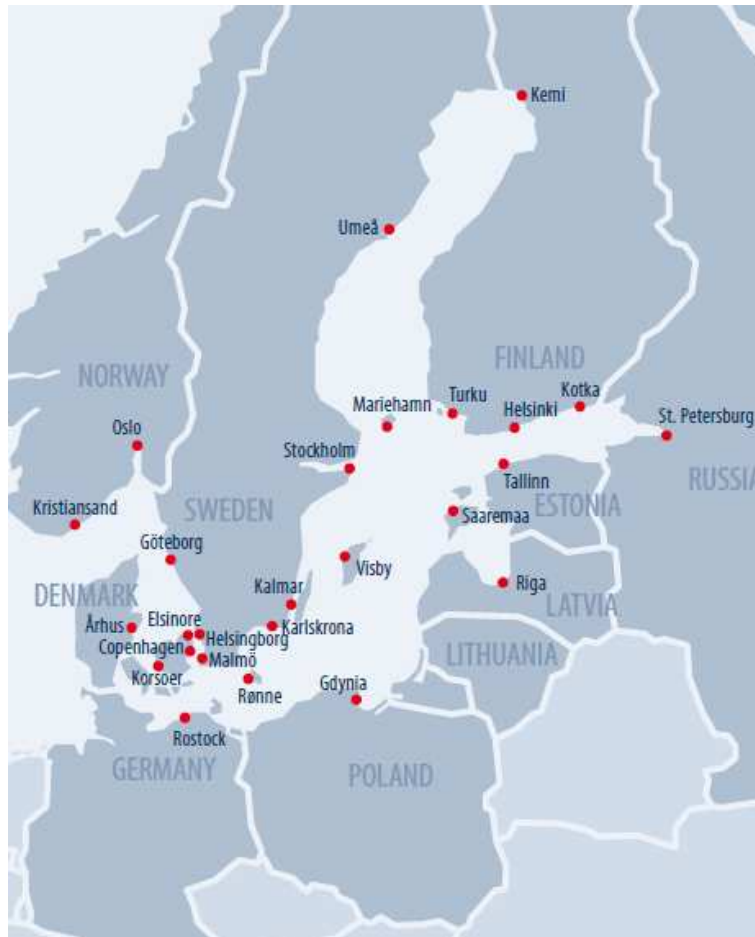 Kemi
Umeå
FINLAND
NORWAY
Mariehamn
Turku
Kotka
Helsinki
St. Petersburg
Oslo
Stockholm
Tallinn
RUSSIA
Kristiansand
SWEDEN
Saaremaa
ESTONIA
Göteborg
Visby
Riga
DENMARK
Kalmar
LATVIA
Århus
Elsinore
Helsingborg
Karlskrona
Copenhagen
Malmö
LITHUANIA
Korsoer
Rønne
Gdynia
Rostock
GERMANY
POLAND